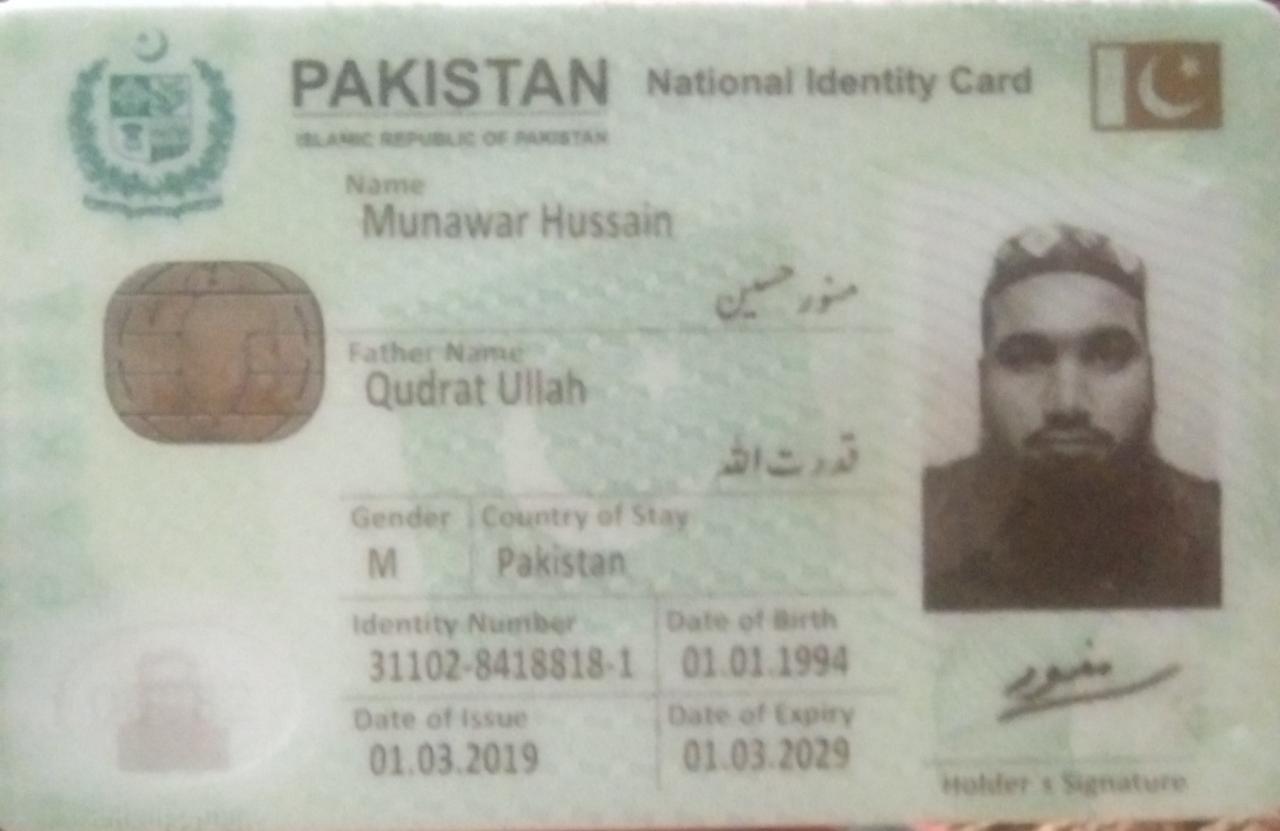 PAKISTAN National Identity Card
ISLAMIC REPUBLIC OF PAKISTAN
Name
Munawar Hussain
منور حسین
Father Name
Qudrat Ullah
قدرت اللہ
Gender Country of Stay
M Pakistan
Identity Number Date of Birth
31102-8418818-1 01.01.1994
Date of Issue Date of Expiry
01.03.2019 01.03.2029
منور
Holder s Signature